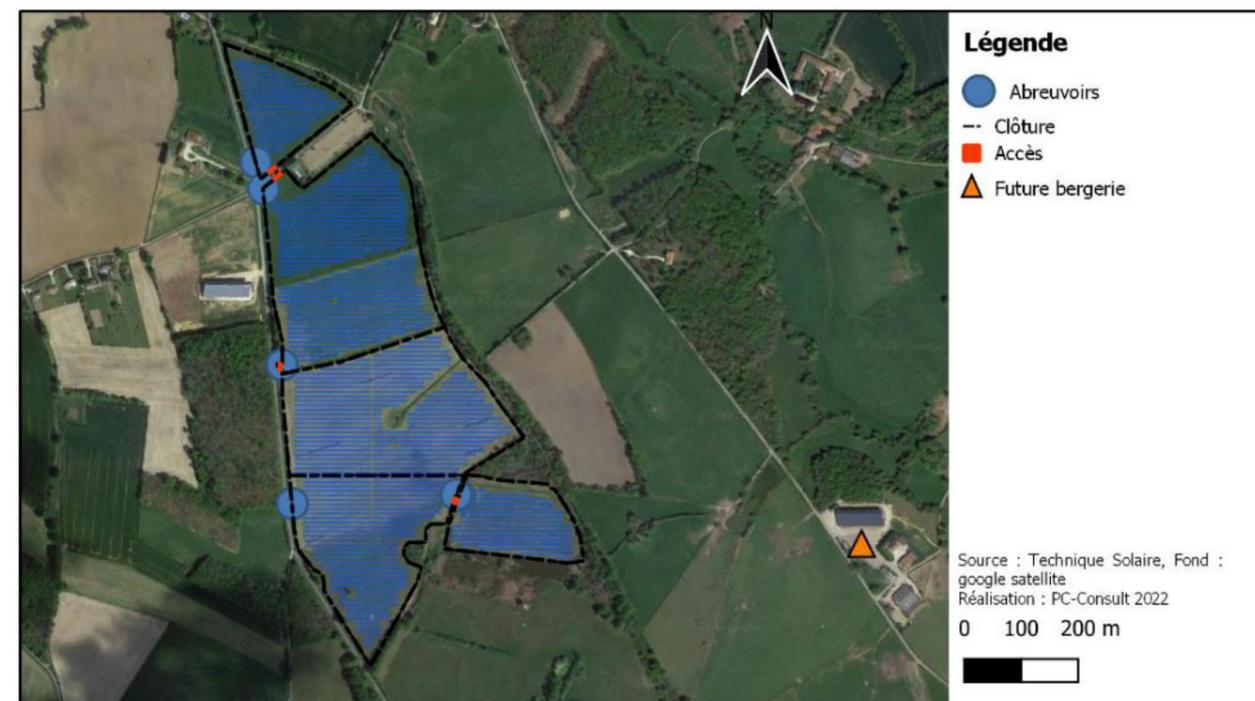 N
Légende
Abreuvoirs
Clôture
Accès
Future bergerie
Source : Technique Solaire, Fond :
google satellite
Réalisation : PC-Consult 2022
0 100 200 m